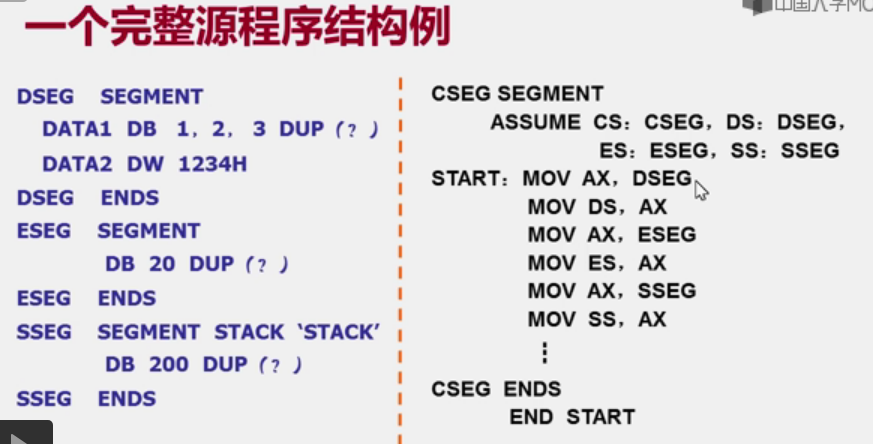 一个完整源程序结构例
中国大学MO
DSEG SEGMENT
DATA1 DB 1，2，3 DUP（？）
DATA2 DW 1234H
DSEG ENDS
ESEG SEGMENT
DB 20 DUP（？）
ESEG ENDS
SSEG SEGMENT STACK ‘STACK’
DB 200 DUP（？）
SSEG ENDS
CSEG SEGMENT
ASSUME CS：CSEG，DS：DSEG，
ES：ESEG，SS：SSEG
START：MOV AX，DSEG
MOV DS，AX
MOV AX，ESEG
MOV ES，AX
MOV AX，SSEG
MOV SS，AX
⋮
CSEG ENDS
END START